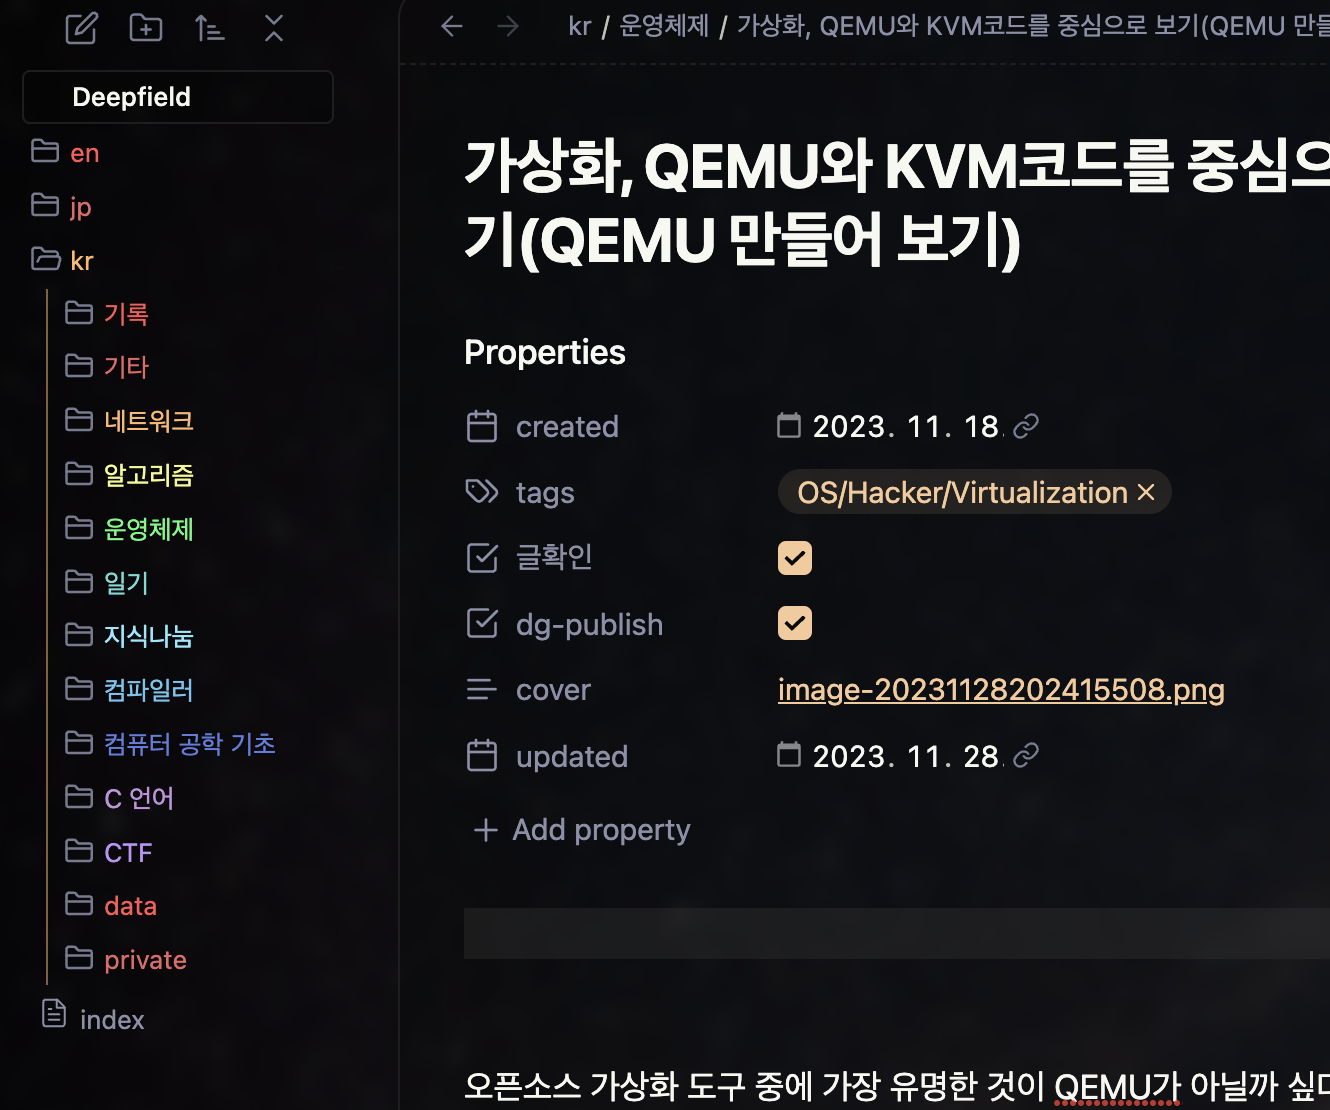 Deepfield
en
jp
kr
기록
기타
네트워크
알고리즘
운영체제
일기
지식나눔
컴파일러
컴퓨터 공학 기초
C 언어
CTF
data
private
index
kr / 운영체제 / 가상화, QEMU와 KVM코드를 중심으로 보기(QEMU 만들
가상화, QEMU와 KVM코드를 중심으
기(QEMU 만들어 보기)
Properties
created 2023. 11. 18.
tags OS/Hacker/Virtualization
글확인
dg-publish
cover image-20231128202415508.png
updated 2023. 11. 28.
Add property
오픈소스 가상화 도구 중에 가장 유명한 것이 QEMU가 아닐까 싶